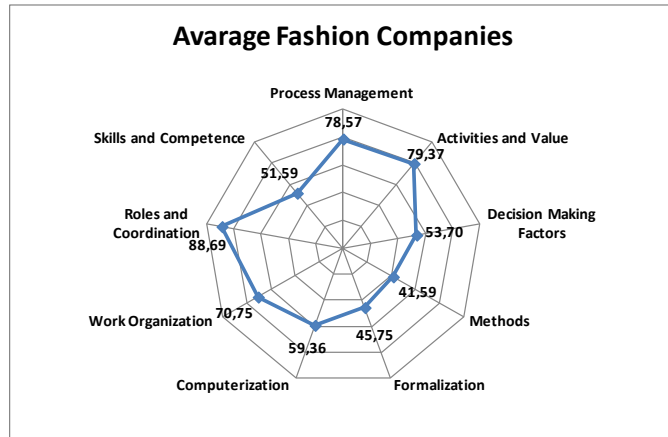 Avarage Fashion Companies
Process Management
78,57
Skills and Competence
Activities and Value
79,37
51,59
Roles and
Coordination
88,69
Decision Making
Factors
53,70
41,59
Methods
70,75
Work Organization
59,36
45,75
Computerization
Formalization